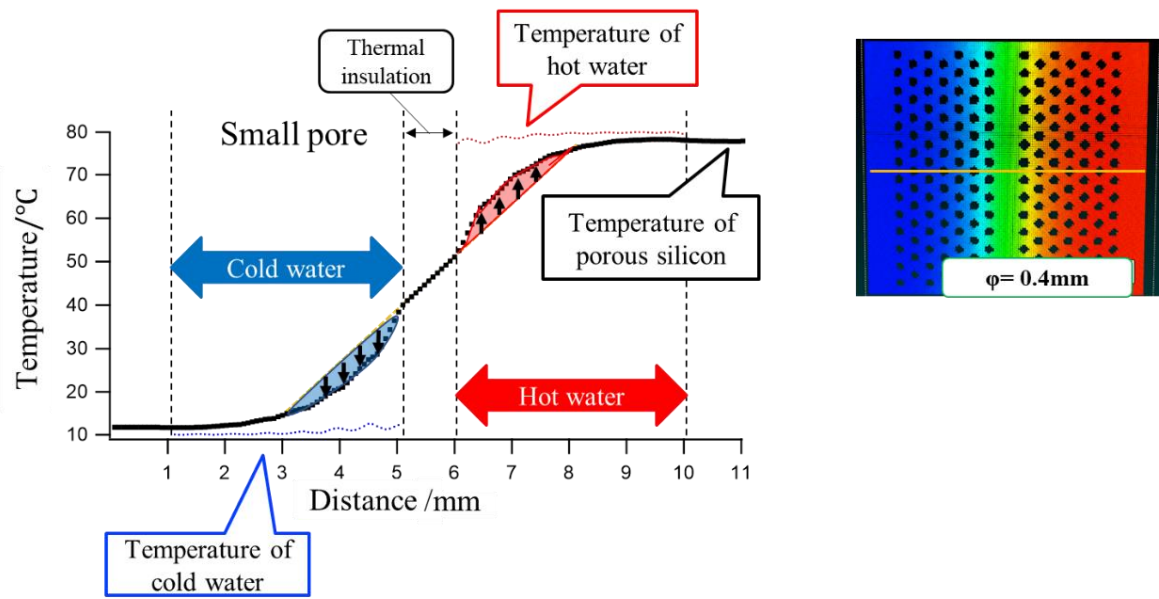 Thermal
insulation
Temperature of
hot water
Small pore
Temperature/°C
80
70
60
50
40
30
20
10
Cold water
Hot water
Temperature of
porous silicon
1 2 3 4 5 6 7 8 9 10 11
Distance /mm
Temperature of
cold water
φ= 0.4mm